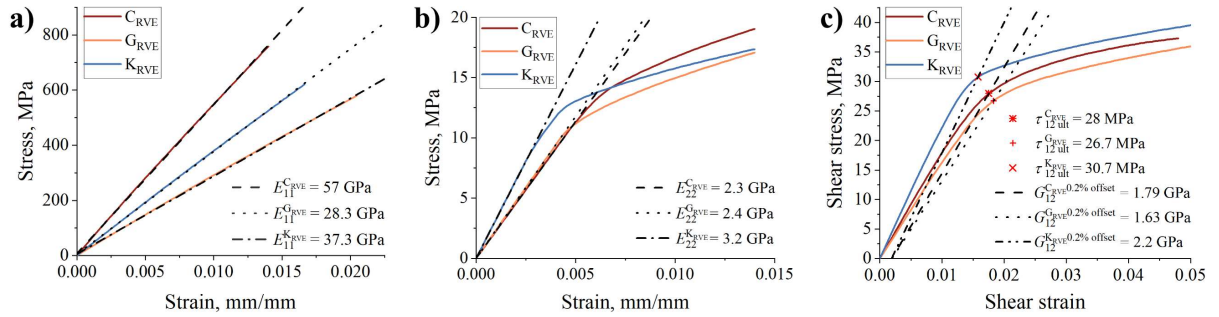 a)
800
600
400
200
0
0.000 0.005 0.010 0.015 0.020
Stress, MPa
Strain, mm/mm
C_RVE
G_RVE
K_RVE
E_11^C_RVE = 57 GPa
E_11^G_RVE = 28.3 GPa
E_11^K_RVE = 37.3 GPa
b)
20
15
10
5
0
0.000 0.005 0.010 0.015
Stress, MPa
Strain, mm/mm
C_RVE
G_RVE
K_RVE
E_22^C_RVE = 2.3 GPa
E_22^G_RVE = 2.4 GPa
E_22^K_RVE = 3.2 GPa
c)
40
35
30
25
20
15
10
5
0
0.00 0.01 0.02 0.03 0.04 0.05
Shear stress, MPa
Shear strain
C_RVE
G_RVE
K_RVE
τ_12 ult^C_RVE = 28 MPa
τ_12 ult^G_RVE = 26.7 MPa
τ_12 ult^K_RVE = 30.7 MPa
G_12^C_RVE 0.2% offset = 1.79 GPa
G_12^G_RVE 0.2% offset = 1.63 GPa
G_12^K_RVE 0.2% offset = 2.2 GPa